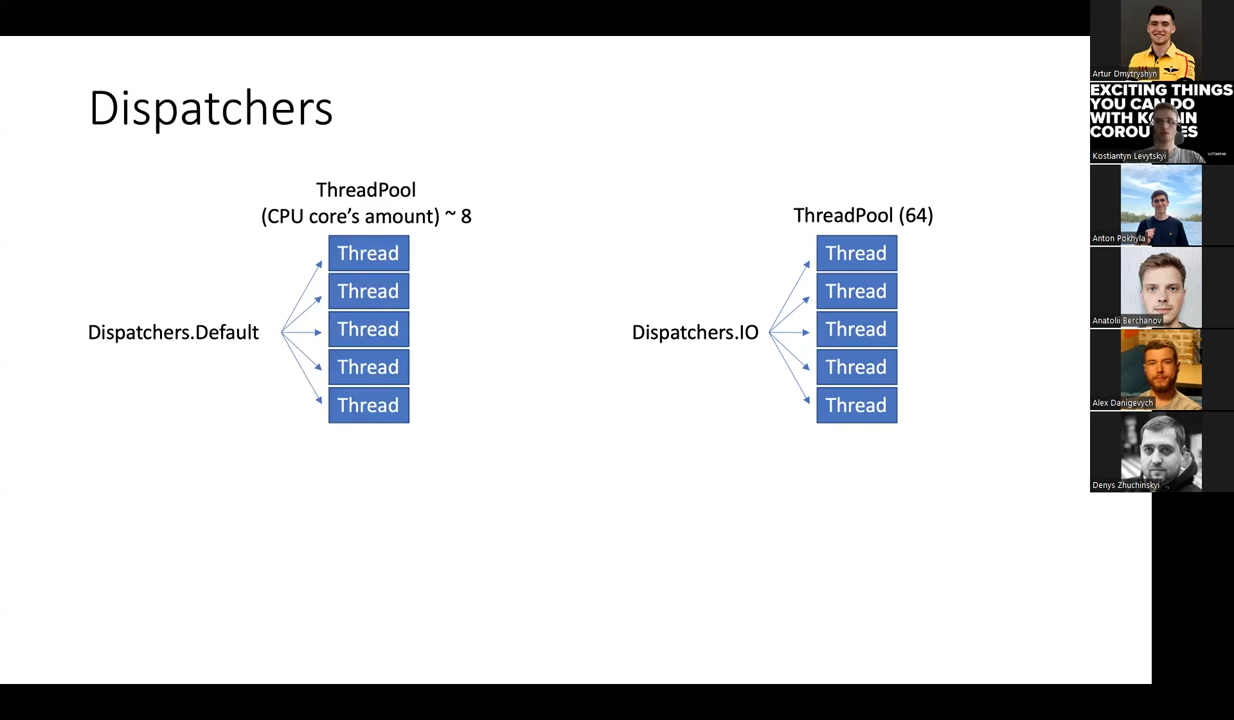 Dispatchers
ThreadPool
(CPU core's amount) ~ 8
Dispatchers.Default
Thread
Thread
Thread
Thread
Thread
ThreadPool (64)
Dispatchers.IO
Thread
Thread
Thread
Thread
Thread
Artur Dmytryshyn
EXCITING THINGS
YOU CAN DO
WITH
Kostiantyn Levytskyi
Anton Pokhyla
Anatolii Berchanov
Alex Danigevych
Denys Zhuchinskyi